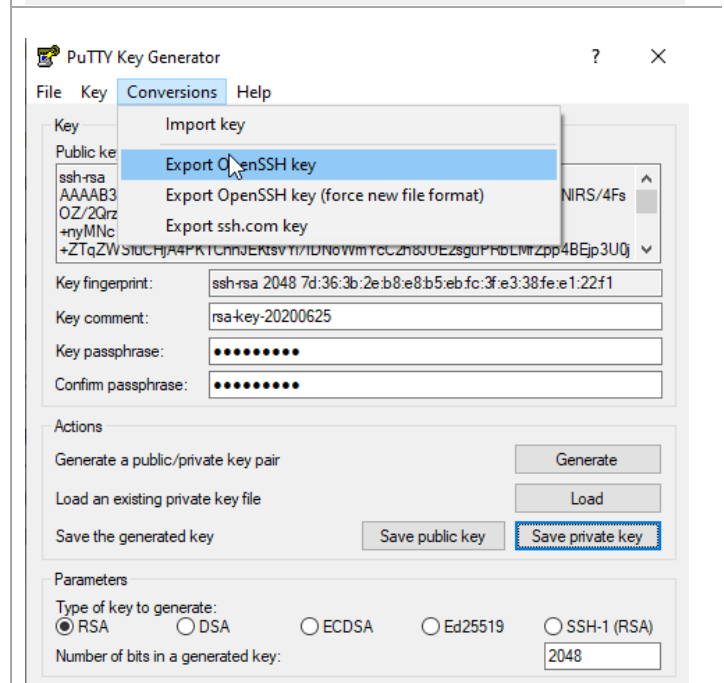 PuTTY Key Generator ? ×
File Key Conversions Help
Import key
Export OpenSSH key
Export OpenSSH key (force new file format)
Export ssh.com key
Key
Public ke
ssh-rsa
AAAAB3 NIRS/4Fs
OZ/2Qrz
+nyMNc
Key fingerprint: ssh-rsa 2048 7d:36:3b:2e:b8:e8:b5:eb:fc:3f:e3:38:fe:e1:22:f1
Key comment: rsa-key-20200625
Key passphrase: •••••••••
Confirm passphrase: •••••••••
Actions
Generate a public/private key pair Generate
Load an existing private key file Load
Save the generated key Save public key Save private key
Parameters
Type of key to generate:
RSA DSA ECDSA Ed25519 SSH-1 (RSA)
Number of bits in a generated key: 2048